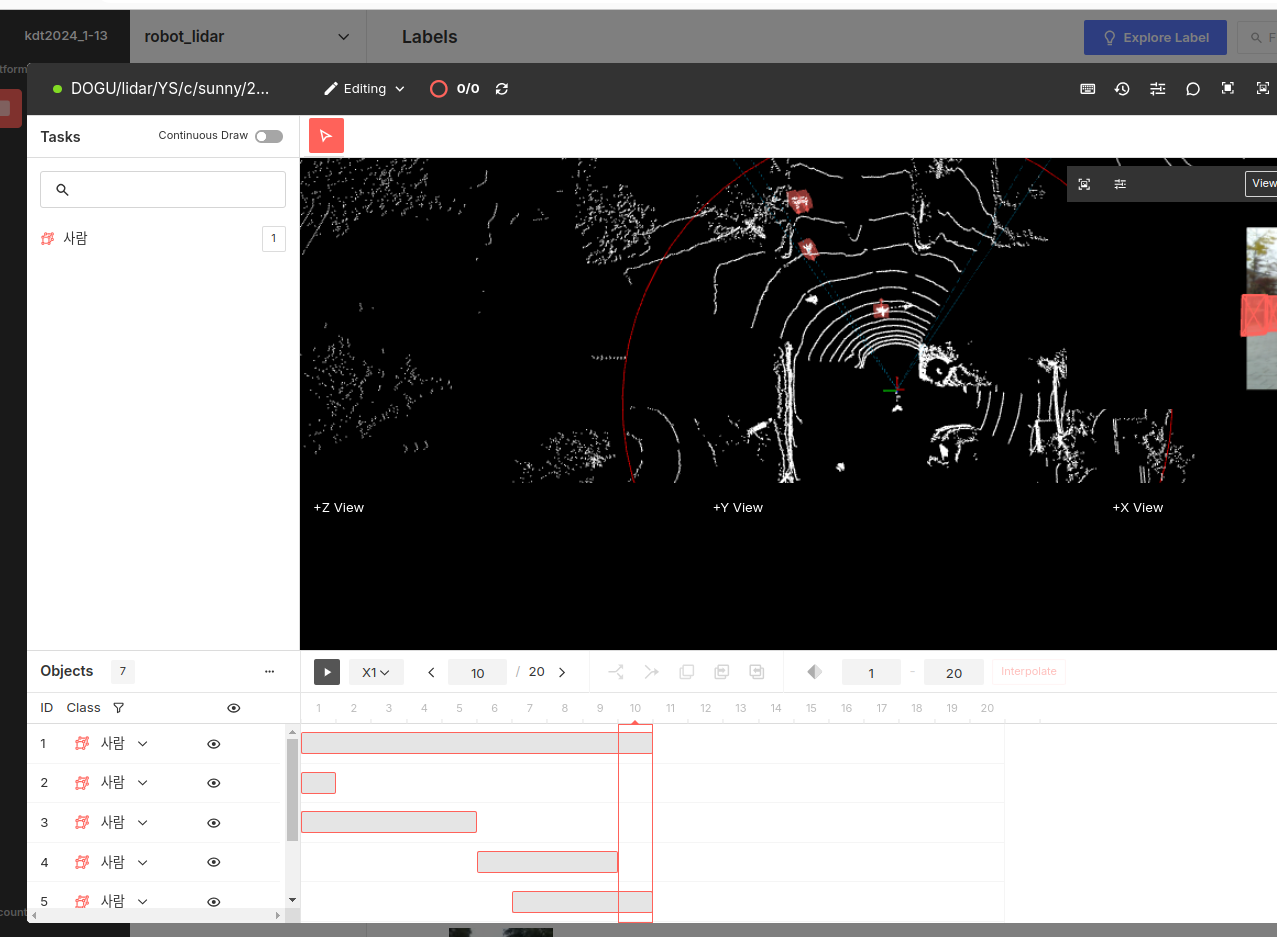 kdt2024_1-13
robot_lidar
Labels
Explore Label
F
tform
DOGU/lidar/YS/c/sunny/2...
Editing
0/0
Tasks
Continuous Draw
View
사람
1
+Z View
+Y View
+X View
Objects
7
...
X1
10
/
20
1
-
20
Interpolate
ID
Class
1 2 3 4 5 6 7 8 9 10 11 12 13 14 15 16 17 18 19 20
1 사람
2 사람
3 사람
4 사람
5 사람
count